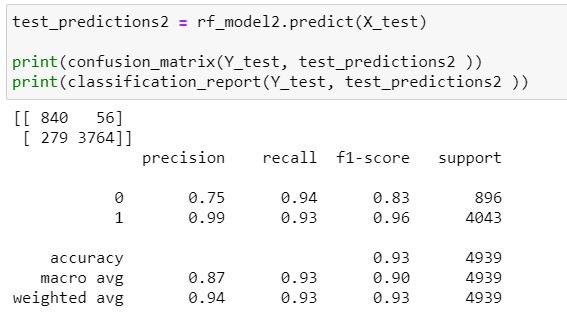 test_predictions2 = rf_model2.predict(X_test)
print(confusion_matrix(Y_test, test_predictions2 ))
print(classification_report(Y_test, test_predictions2 ))
[[ 840   56]
 [ 279 3764]]
              precision    recall  f1-score   support
           0       0.75      0.94      0.83       896
           1       0.99      0.93      0.96      4043
    accuracy                           0.93      4939
   macro avg       0.87      0.93      0.90      4939
weighted avg       0.94      0.93      0.93      4939